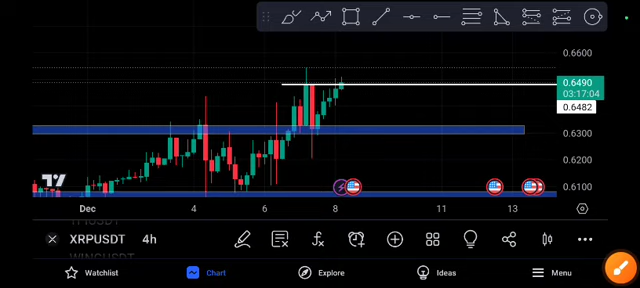 0.6600
0.6490
03:17:04
0.6482
0.6300
0.6200
0.6100
Dec 4 6 8 11 13
XRPUSDT 4h
Watchlist Chart Explore Ideas Menu